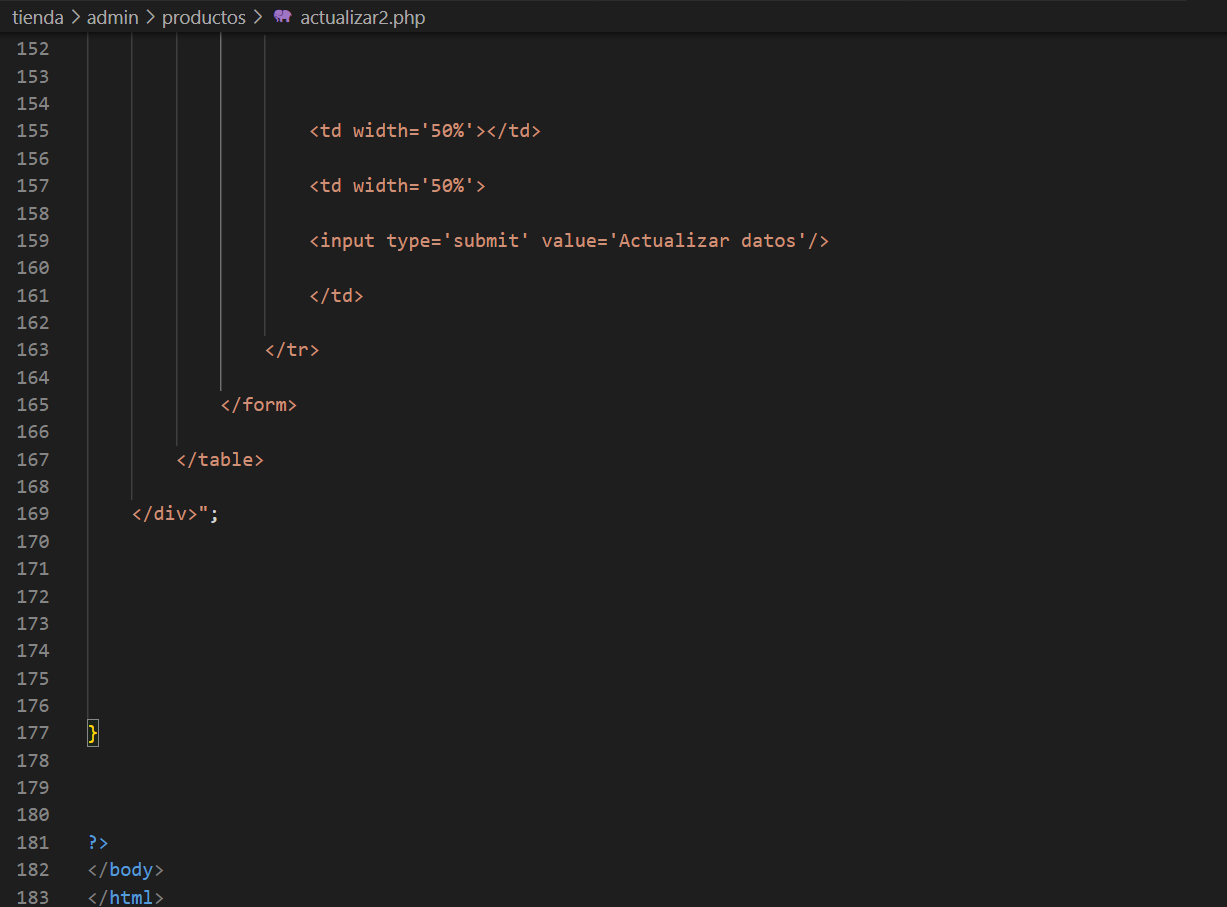 tienda > admin > productos > actualizar2.php
152
153
154
155 <td width='50%'></td>
156
157 <td width='50%'>
158
159 <input type='submit' value='Actualizar datos'/>
160
161 </td>
162
163 </tr>
164
165 </form>
166
167 </table>
168
169 </div>";
170
171
172
173
174
175
176
177 }
178
179
180
181 ?>
182 </body>
183 </html>